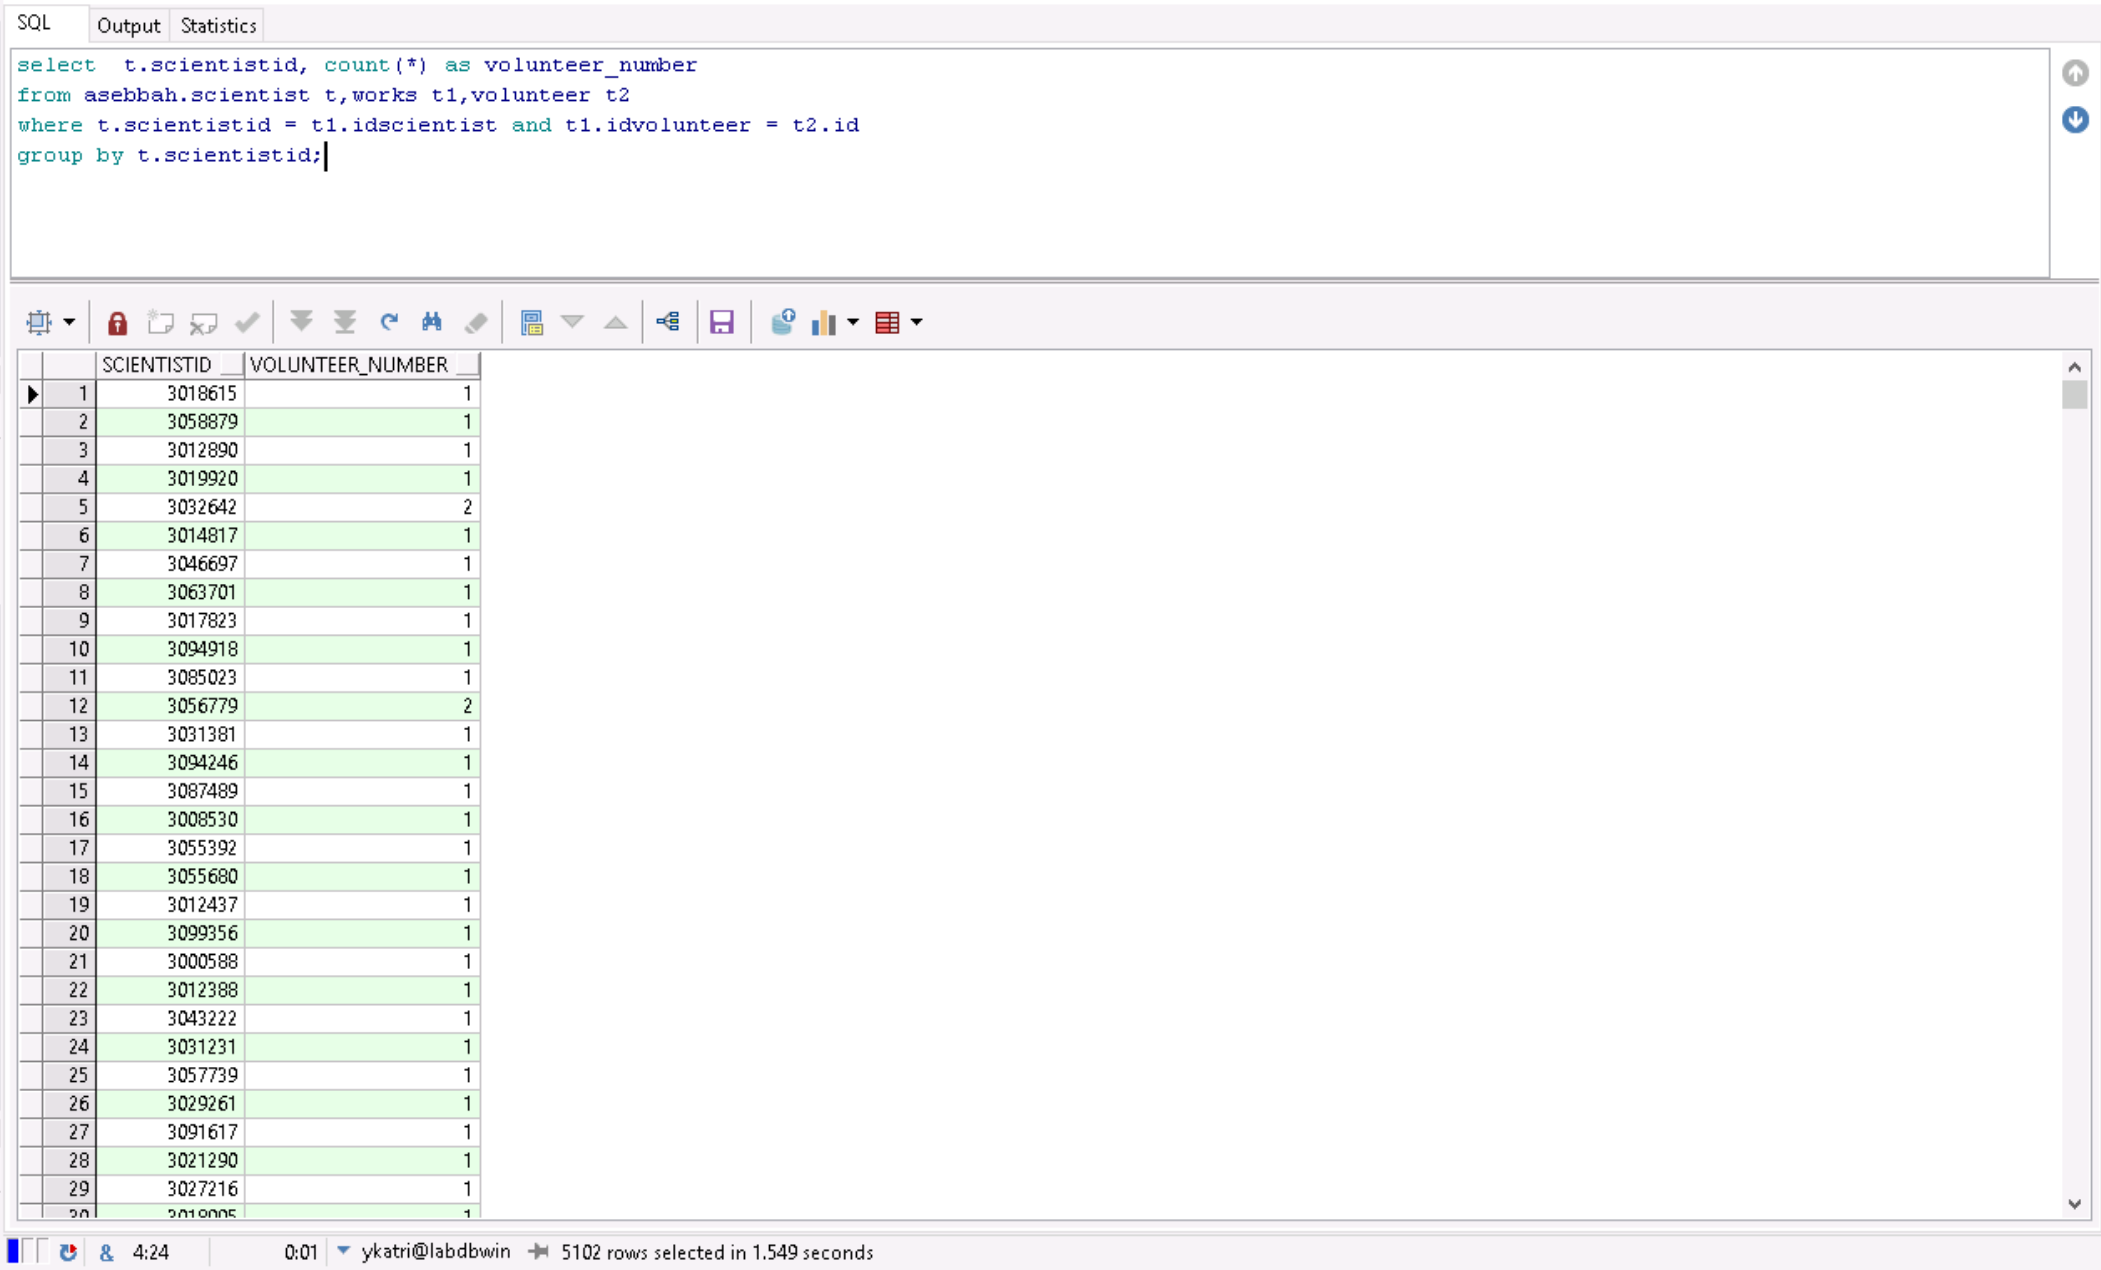 SQL Output Statistics
select  t.scientistid, count(*) as volunteer_number
from asebbah.scientist t,works t1,volunteer t2
where t.scientistid = t1.idscientist and t1.idvolunteer = t2.id
group by t.scientistid;
SCIENTISTID VOLUNTEER_NUMBER
1 3018615 1
2 3058879 1
3 3012890 1
4 3019920 1
5 3032642 2
6 3014817 1
7 3046697 1
8 3063701 1
9 3017823 1
10 3094918 1
11 3085023 1
12 3056779 2
13 3031381 1
14 3094246 1
15 3087489 1
16 3008530 1
17 3055392 1
18 3055680 1
19 3012437 1
20 3099356 1
21 3000588 1
22 3012388 1
23 3043222 1
24 3031231 1
25 3057739 1
26 3029261 1
27 3091617 1
28 3021290 1
29 3027216 1
30 1
& 4:24 0:01 ykatri@labdbwin 5102 rows selected in 1.549 seconds